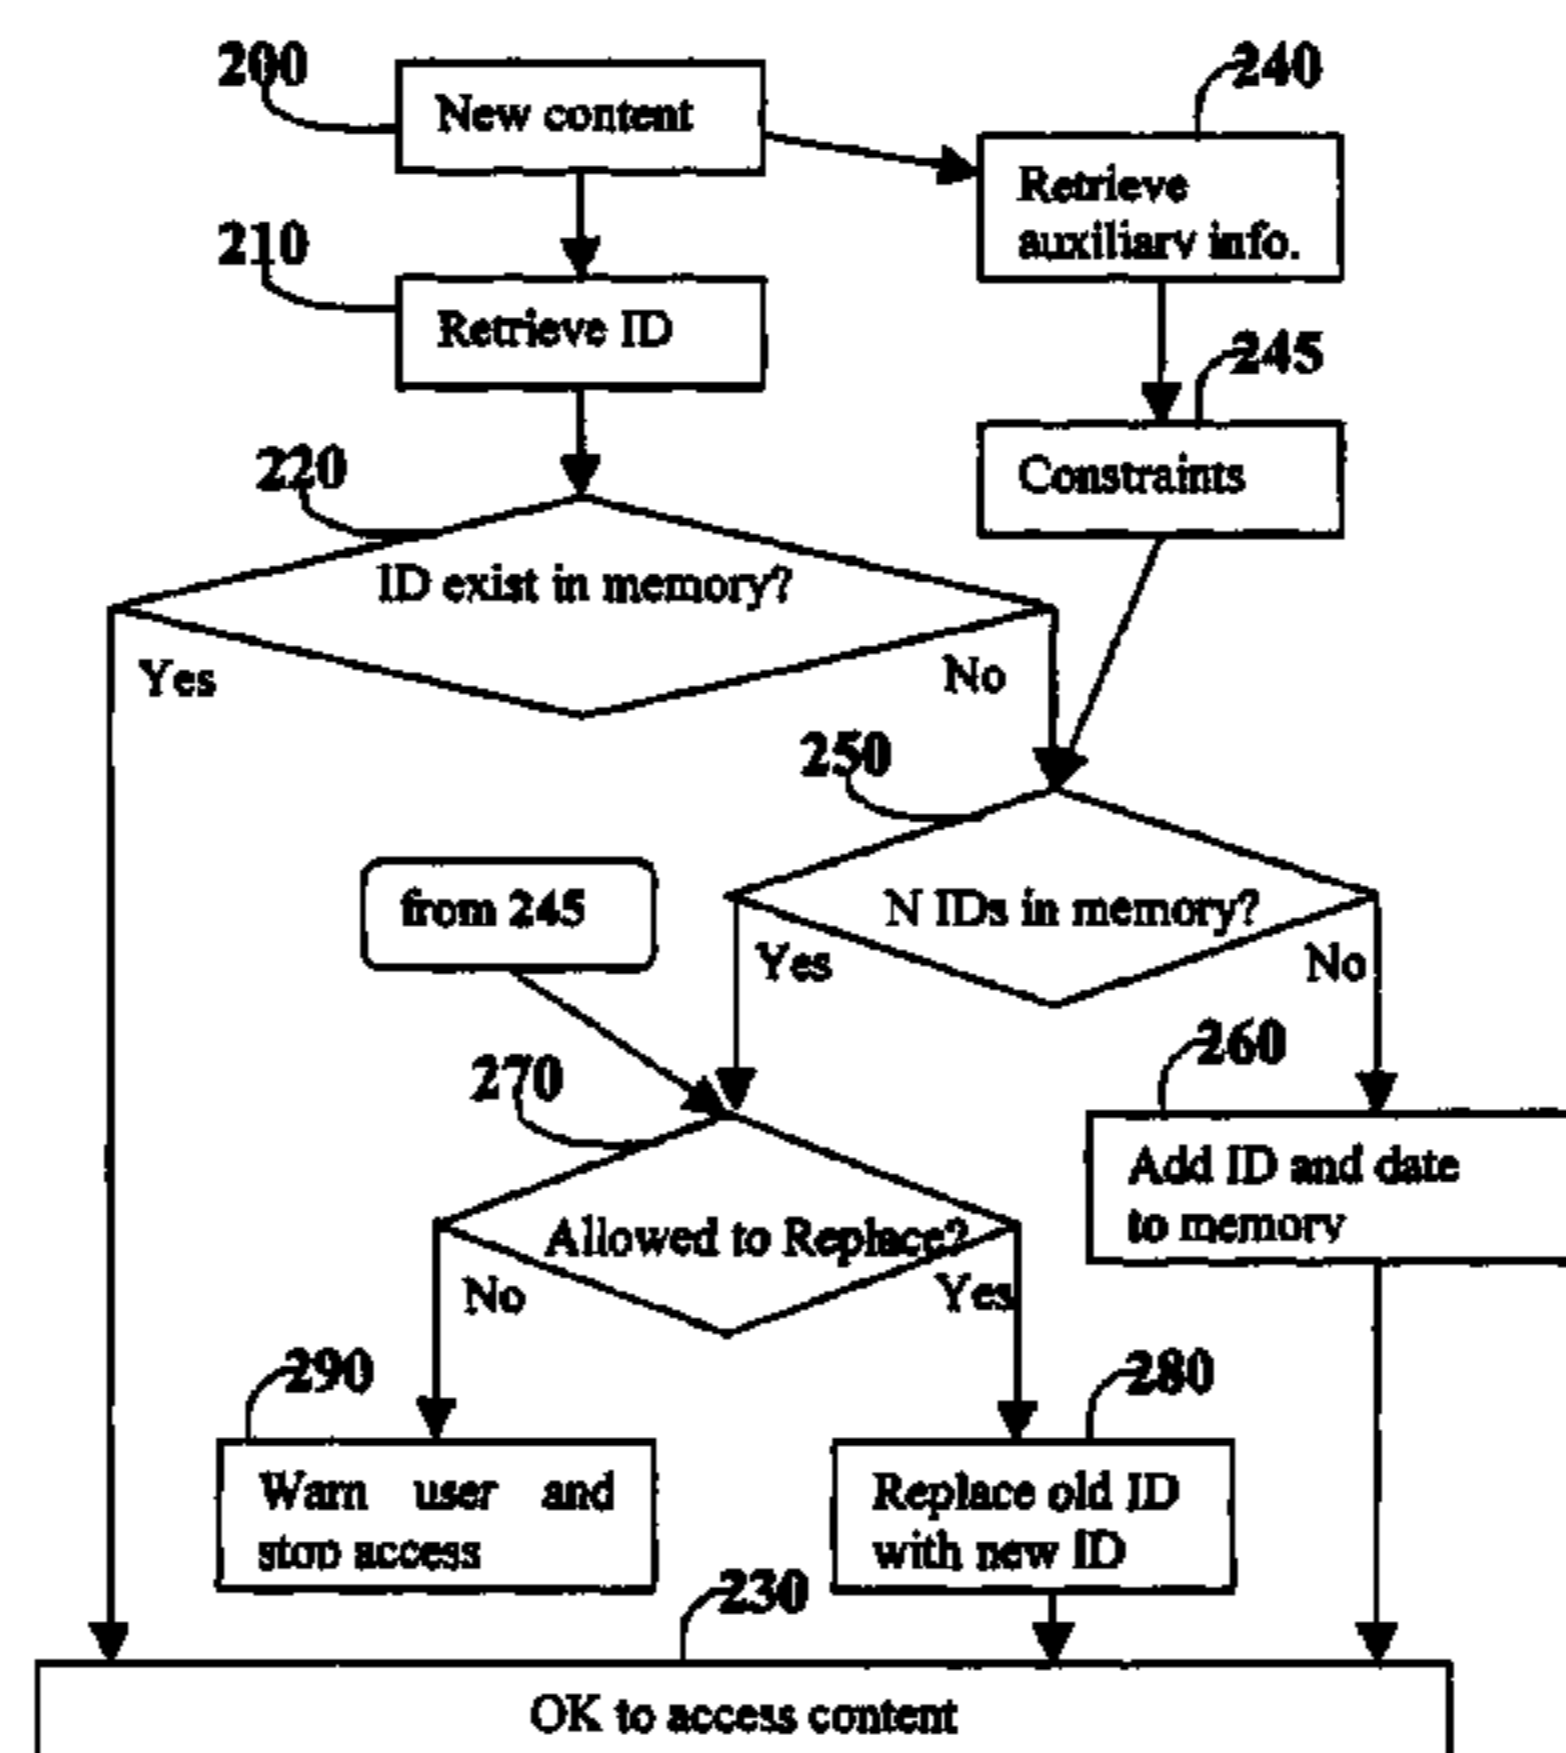 200
New content
240
Retrieve
auxiliary info.
210
Retrieve ID
245
Constraints
220
ID exist in memory?
Yes
No
250
N IDs in memory?
from 245
Yes
No
260
Add ID and date
to memory
270
Allowed to Replace?
No
Yes
290
Warn user and
stop access
280
Replace old ID
with new ID
230
OK to access content